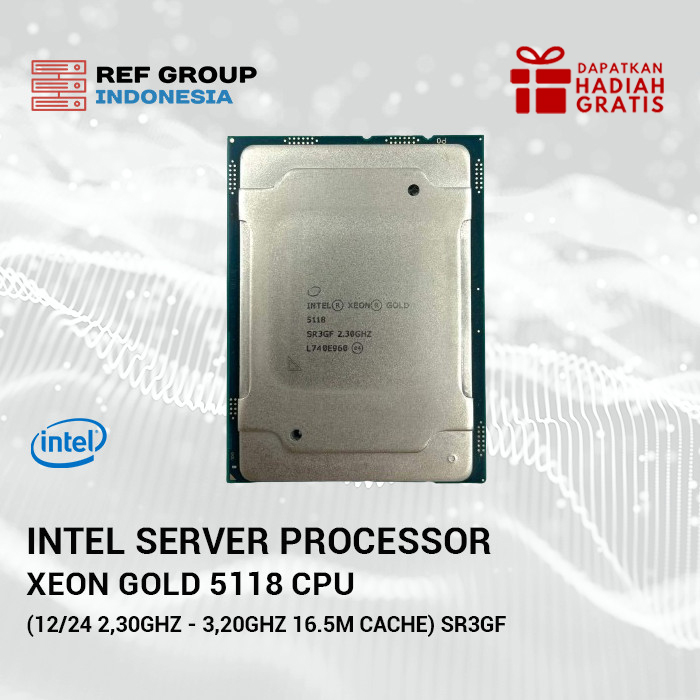 REF GROUP
INDONESIA
DAPATKAN
HADIAH
GRATIS
INTEL® XEON® GOLD
5118
SR3GF 2.30GHZ
L740E060
intel
INTEL SERVER PROCESSOR
XEON GOLD 5118 CPU
(12/24 2,30GHZ - 3,20GHZ 16.5M CACHE) SR3GF